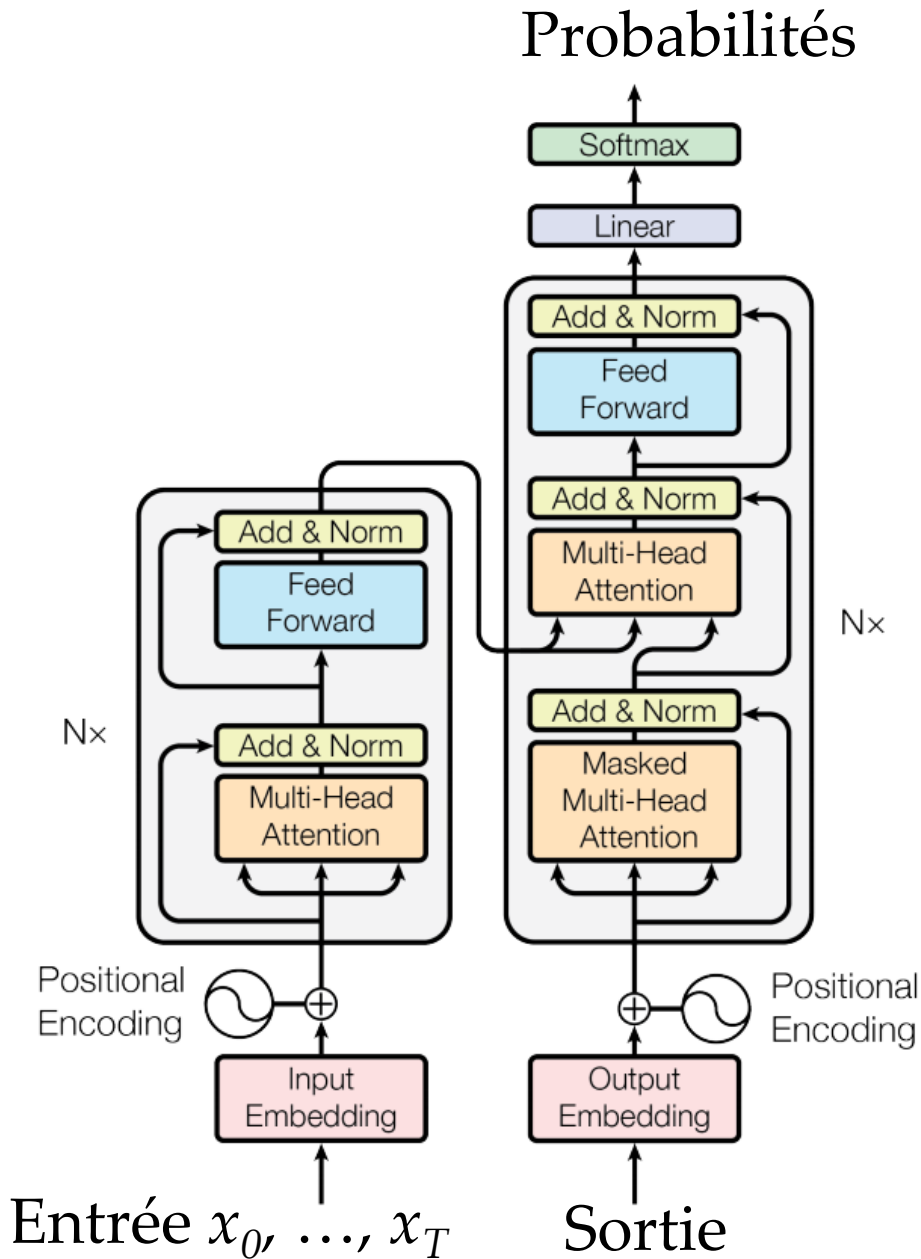 Probabilités
Softmax
Linear
Add & Norm
Feed
Forward
Add & Norm
Multi-Head
Attention
Add & Norm
Masked
Multi-Head
Attention
Nx
Add & Norm
Feed
Forward
Add & Norm
Multi-Head
Attention
Nx
Positional
Encoding
Positional
Encoding
Input
Embedding
Output
Embedding
Entrée x0, …, xT
Sortie